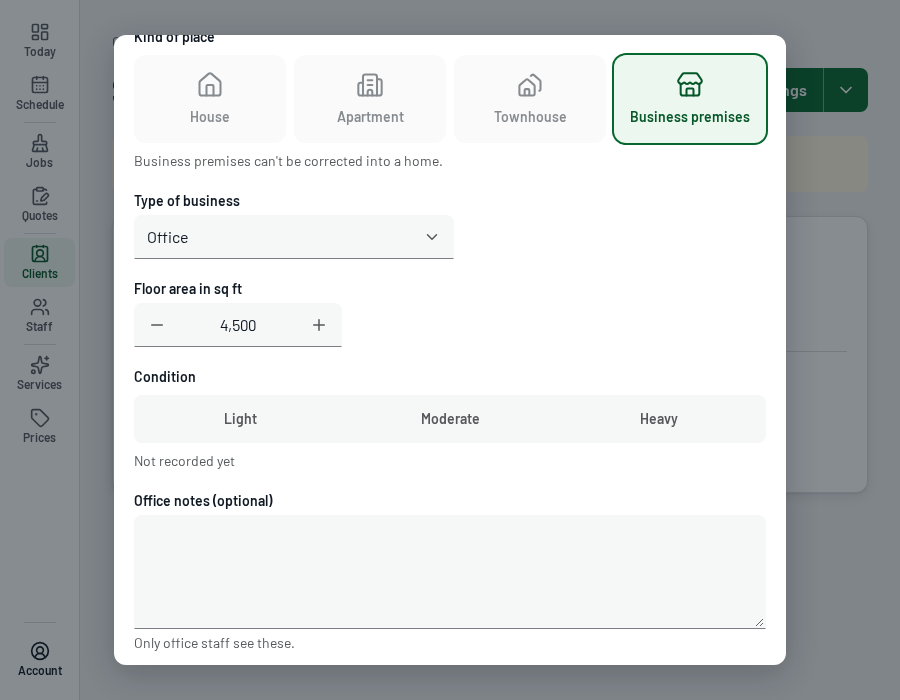 Today
Schedule
Jobs
Quotes
Clients
Staff
Services
Prices
Account
Kind of place
House
Apartment
Townhouse
Business premises
Business premises can't be corrected into a home.
Type of business
Office
Floor area in sq ft
4,500
Condition
Light
Moderate
Heavy
Not recorded yet
Office notes (optional)
Only office staff see these.